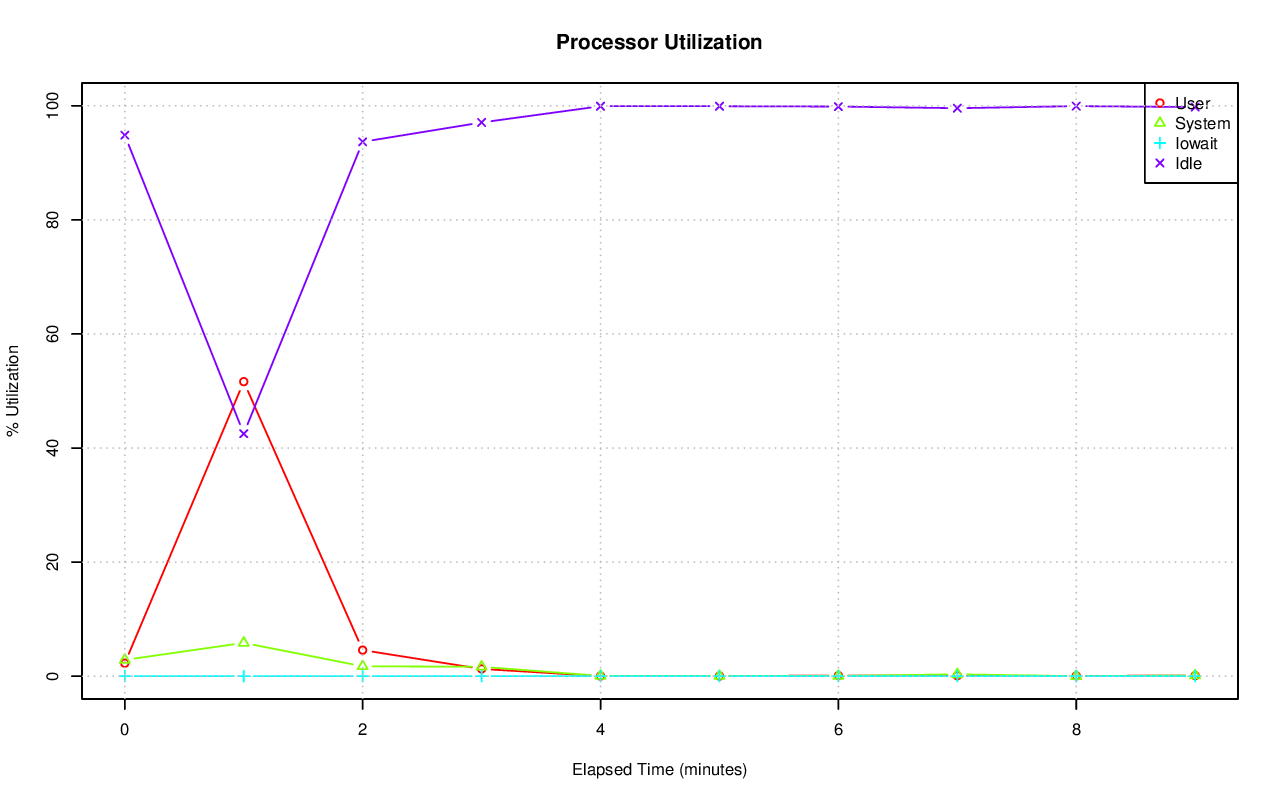 Processor Utilization
% Utilization
100
80
60
40
20
0
User
System
Iowait
Idle
0 2 4 6 8
Elapsed Time (minutes)